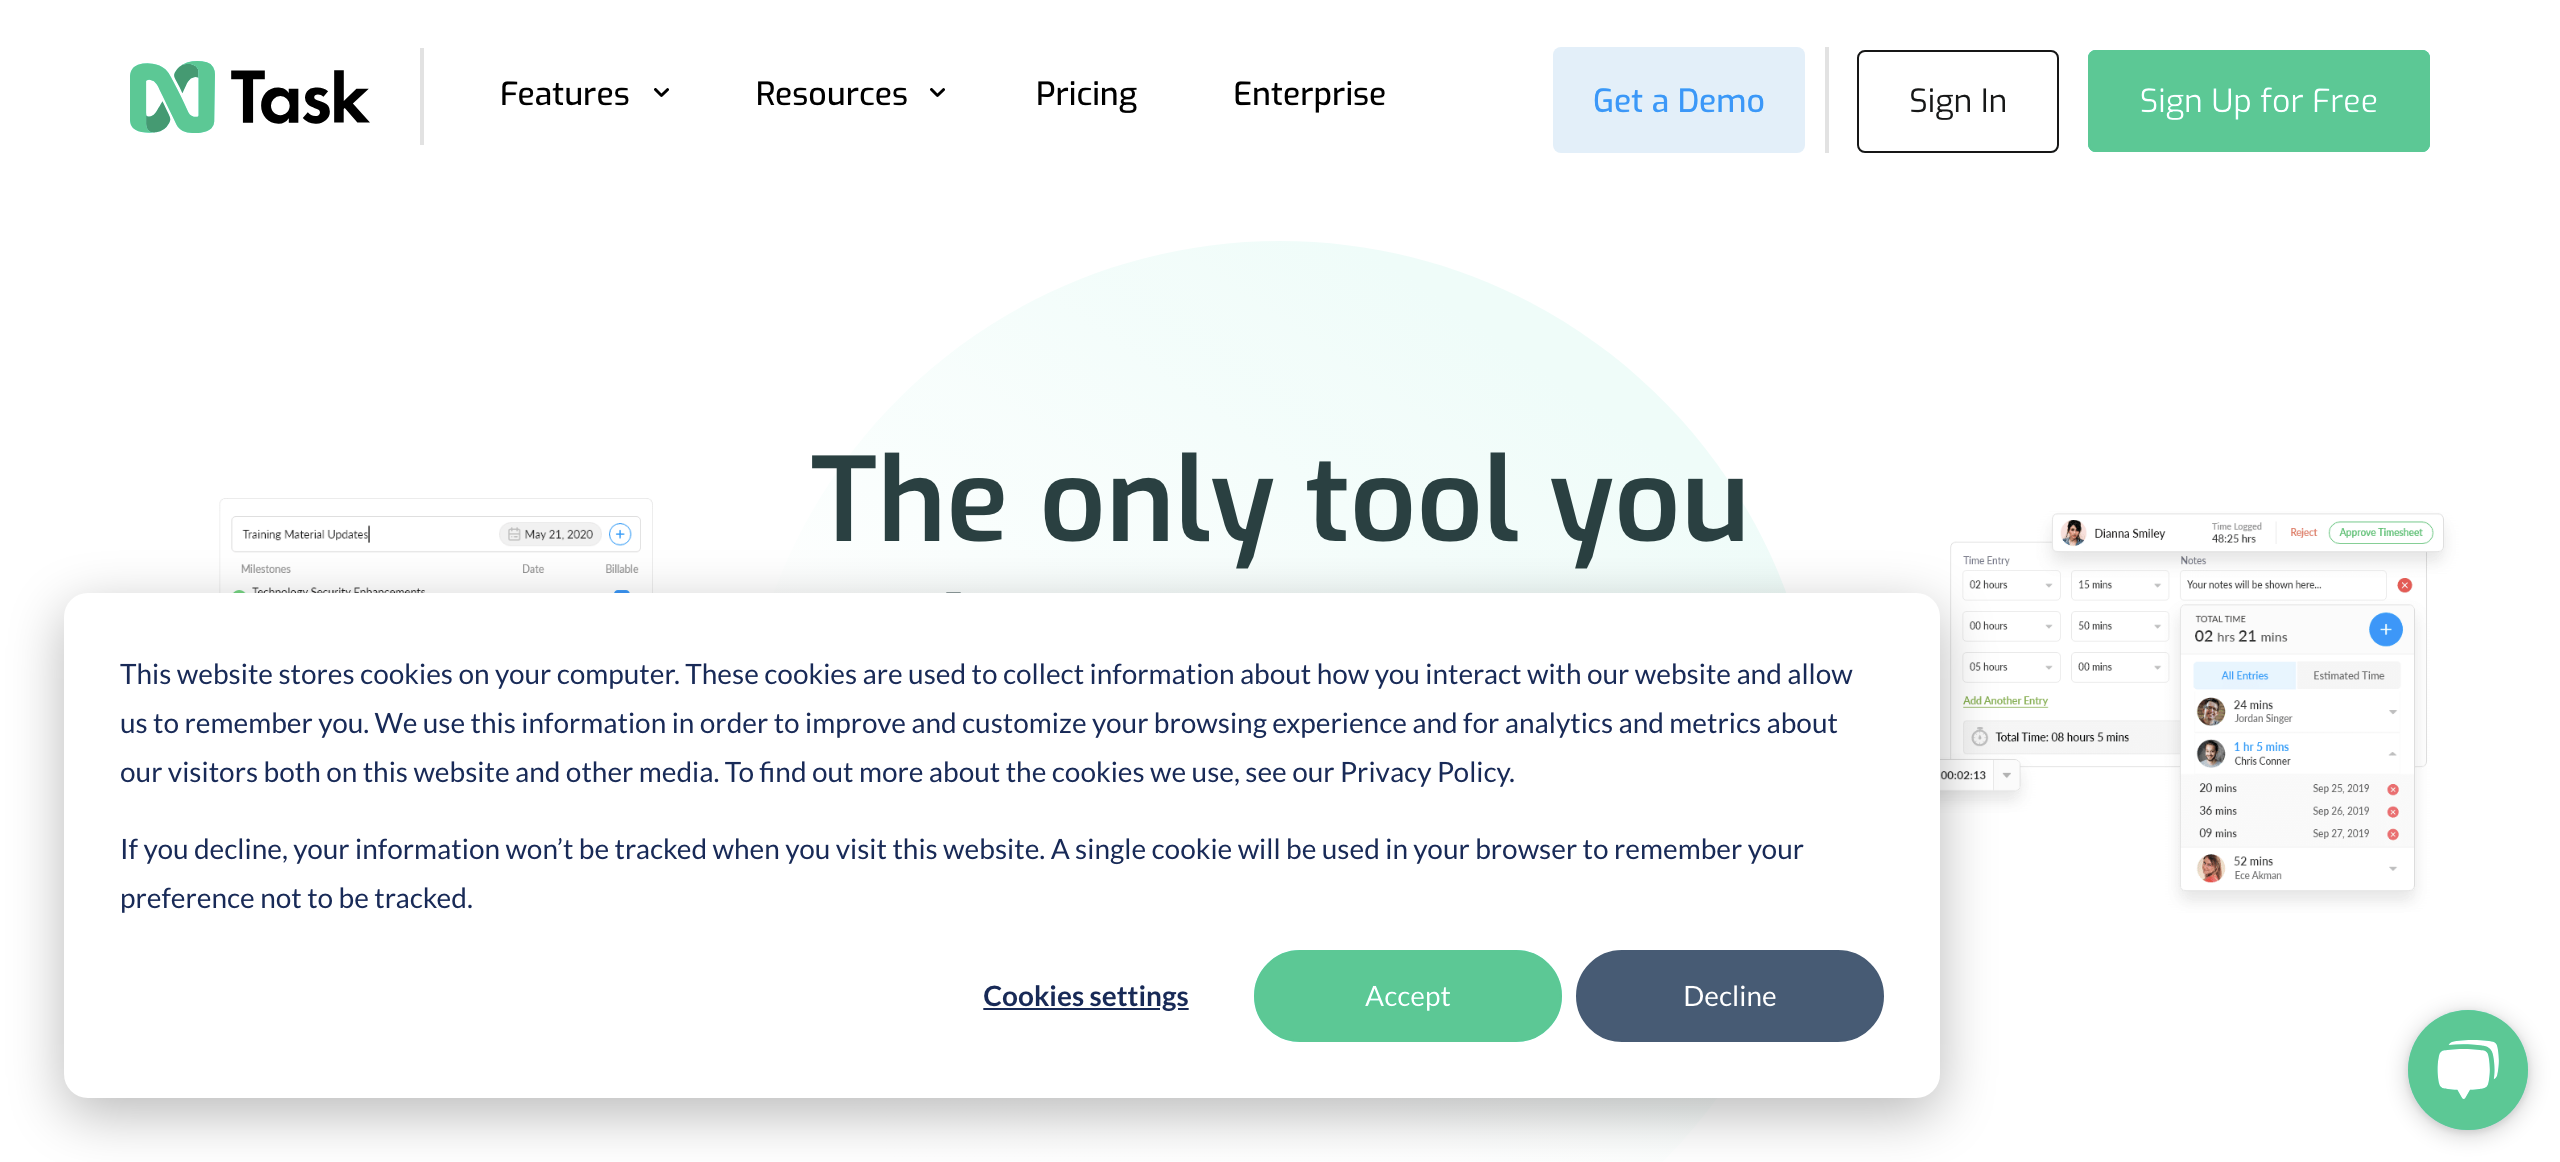 Task
Features
Resources
Pricing
Enterprise
Get a Demo
Sign In
Sign Up for Free
The only tool you
Training Material Updates
May 21, 2020
Milestones
Date
Billable
Technology Security Enhancements
Dianna Smiley
Time Logged
48:25 hrs
Reject
Approve Timesheet
Time Entry
Notes
02 hours
15 mins
Your notes will be shown here...
00 hours
50 mins
05 hours
00 mins
Add Another Entry
Total Time: 08 hours 5 mins
00:02:13
TOTAL TIME
02 hrs 21 mins
All Entries
Estimated Time
24 mins
Jordan Singer
1 hr 5 mins
Chris Conner
20 mins
Sep 25, 2019
36 mins
Sep 26, 2019
09 mins
Sep 27, 2019
52 mins
Ece Akman
This website stores cookies on your computer. These cookies are used to collect information about how you interact with our website and allow
us to remember you. We use this information in order to improve and customize your browsing experience and for analytics and metrics about
our visitors both on this website and other media. To find out more about the cookies we use, see our Privacy Policy.
If you decline, your information won’t be tracked when you visit this website. A single cookie will be used in your browser to remember your
preference not to be tracked.
Cookies settings
Accept
Decline